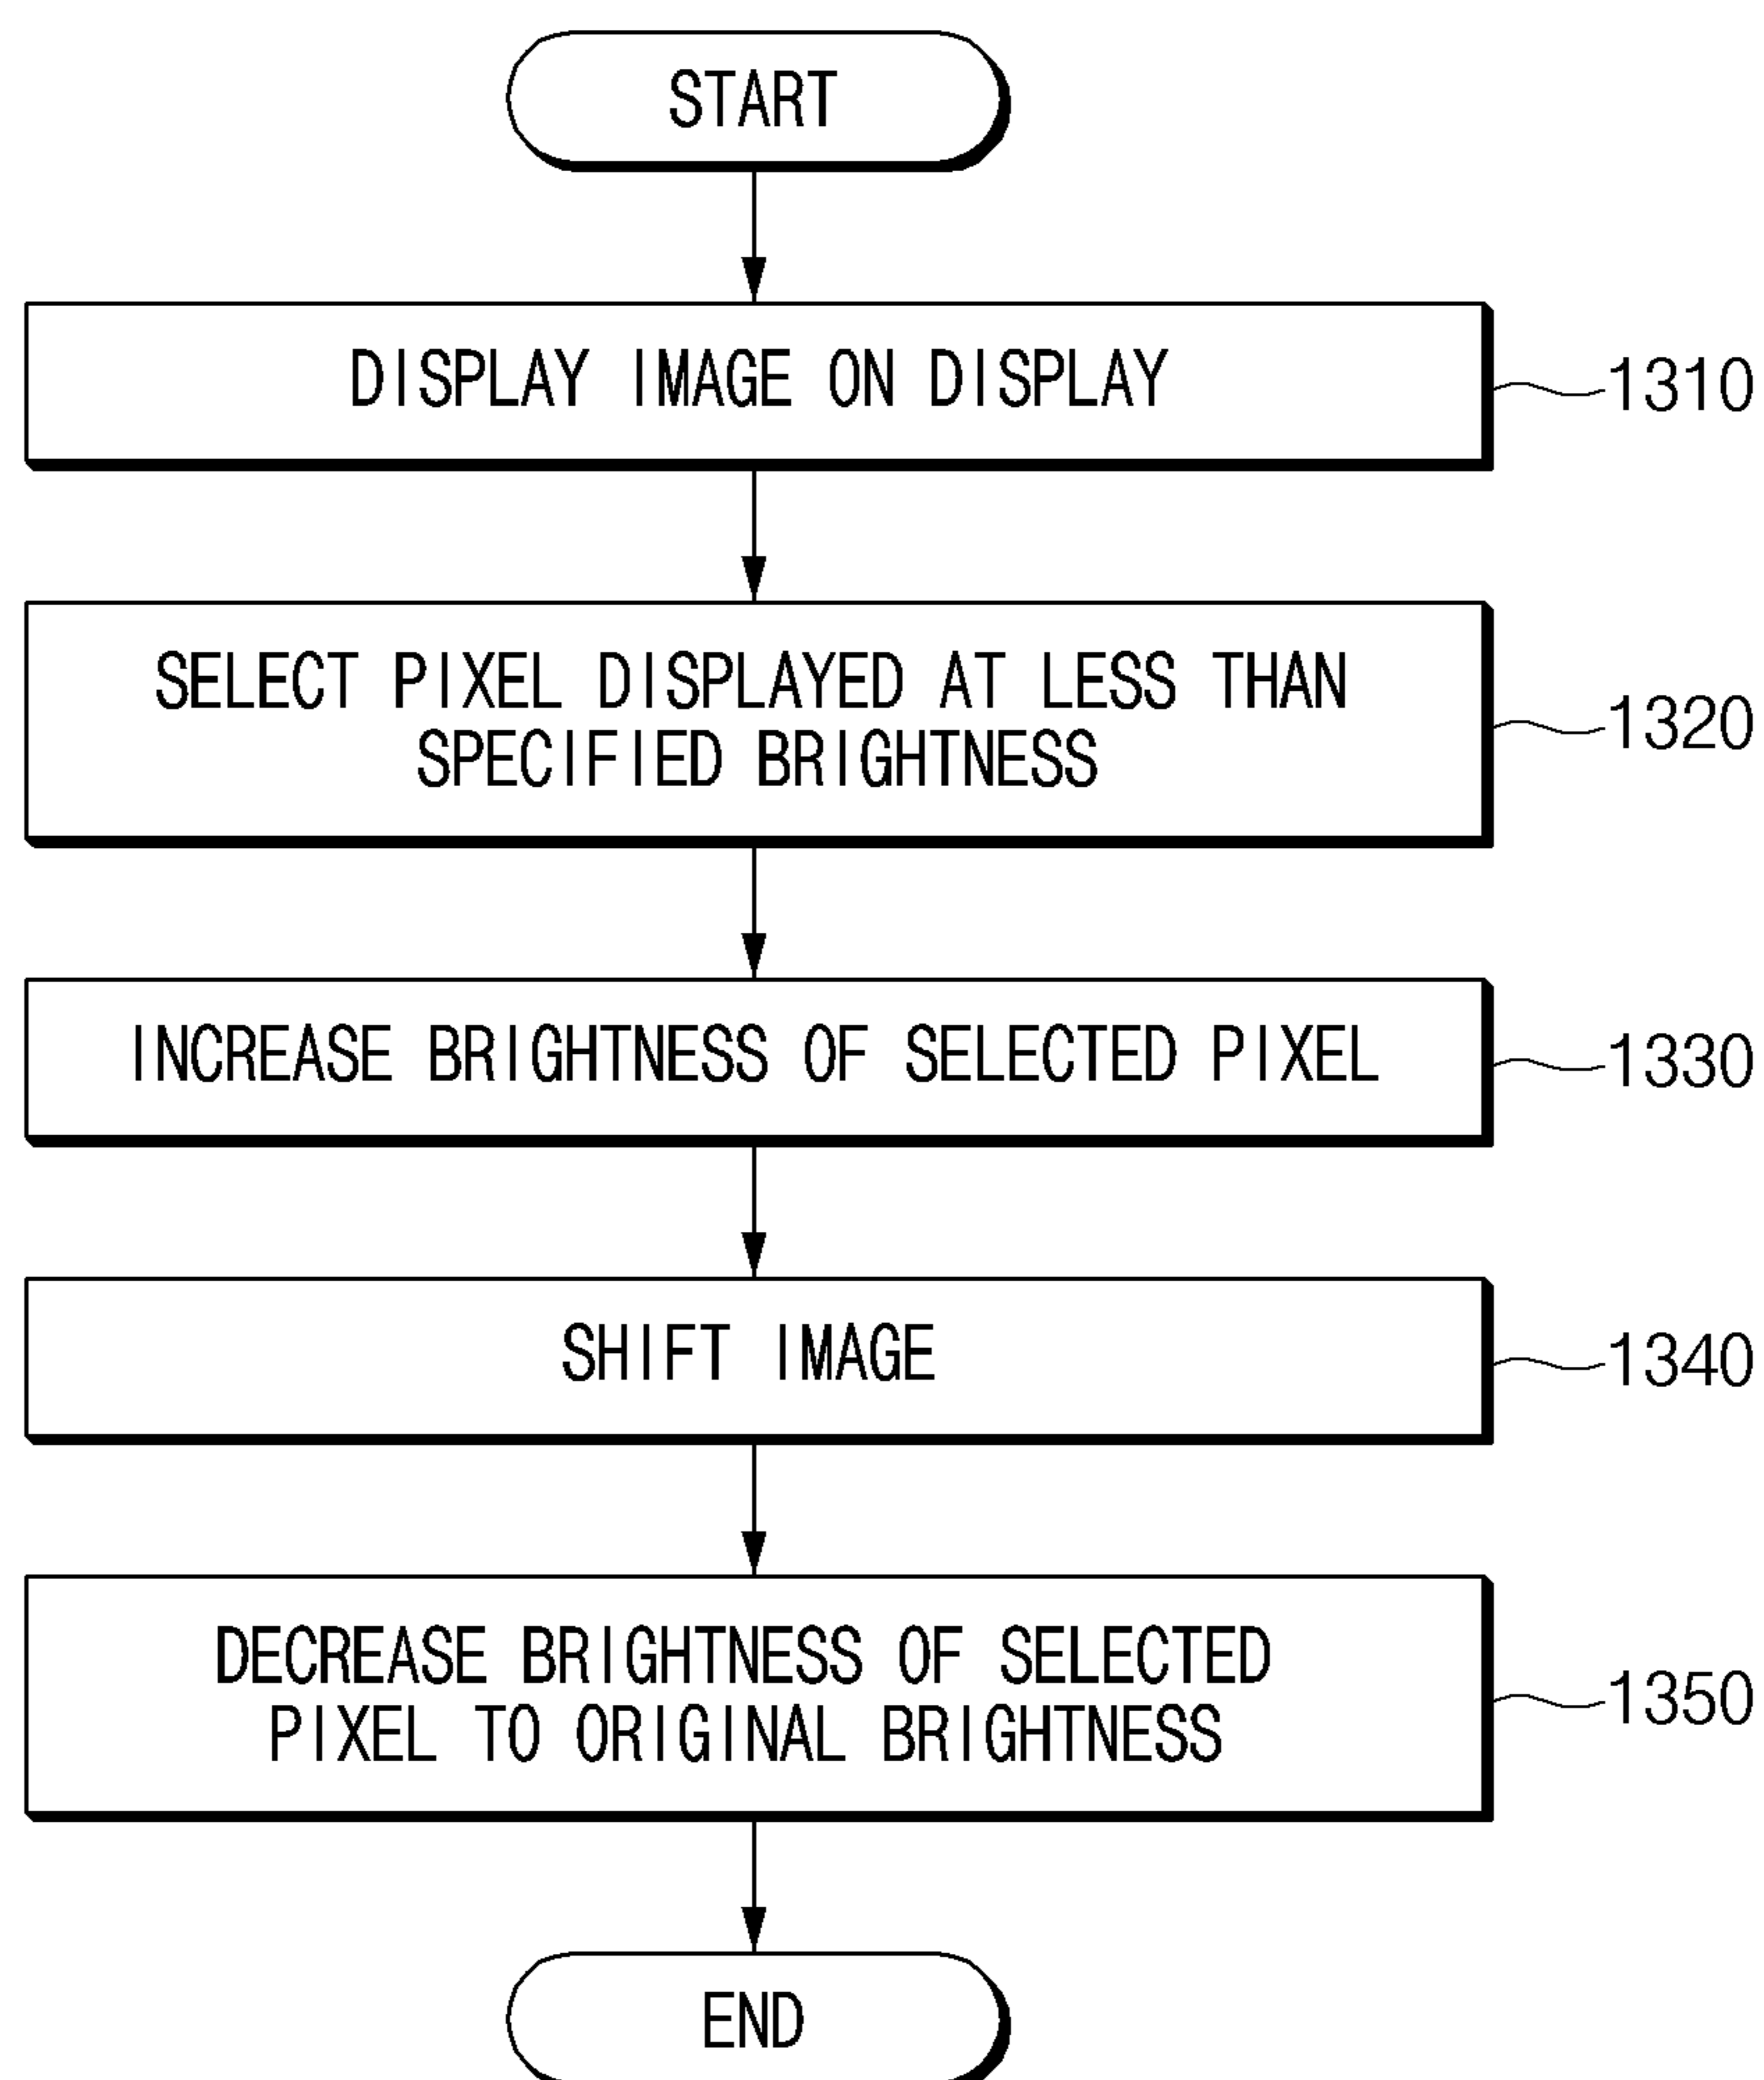 START
DISPLAY IMAGE ON DISPLAY
1310
SELECT PIXEL DISPLAYED AT LESS THAN
SPECIFIED BRIGHTNESS
1320
INCREASE BRIGHTNESS OF SELECTED PIXEL
1330
SHIFT IMAGE
1340
DECREASE BRIGHTNESS OF SELECTED
PIXEL TO ORIGINAL BRIGHTNESS
1350
END